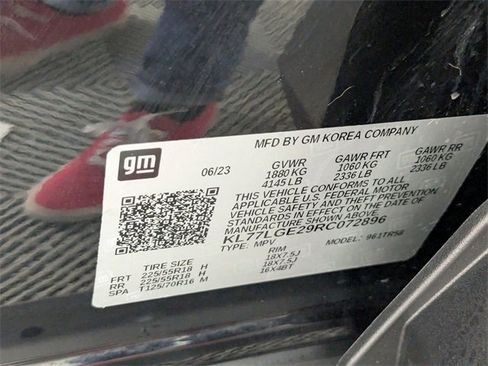 MFD BY GM KOREA COMPANY
gm 06/23 GVWR GAWR FRT GAWR RR
1880 KG 1060 KG 1060 KG
4145 LB 2336 LB 2336 LB
THIS VEHICLE CONFORMS TO ALL
APPLICABLE U.S. FEDERAL MOTOR
VEHICLE SAFETY AND THEFT PREVENTION
STANDARDS IN EFFECT ON THE DATE OF
MANUFACTURE SHOWN ABOVE.
KL77LGE29RC072896
TYPE: MPV MODEL: 961TR58
TIRE SIZE RIM
FRT 225/55R18 H 18X7.5J
RR 225/55R18 H 18X7.5J
SPA T125/70R16 M 16X4BT